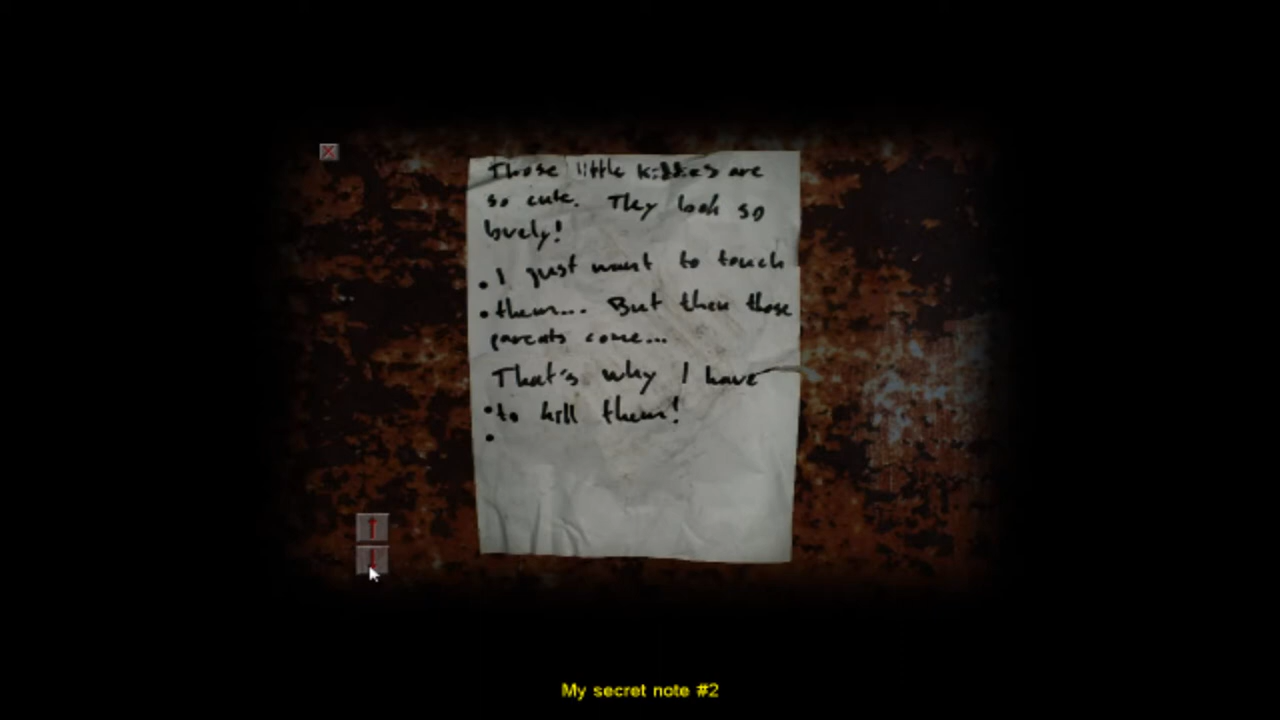 Those little kitties are
so cute. They look so
lovely!
I just want to touch
them... But then those
parents come...
That's why I have
to kill them!
My secret note #2